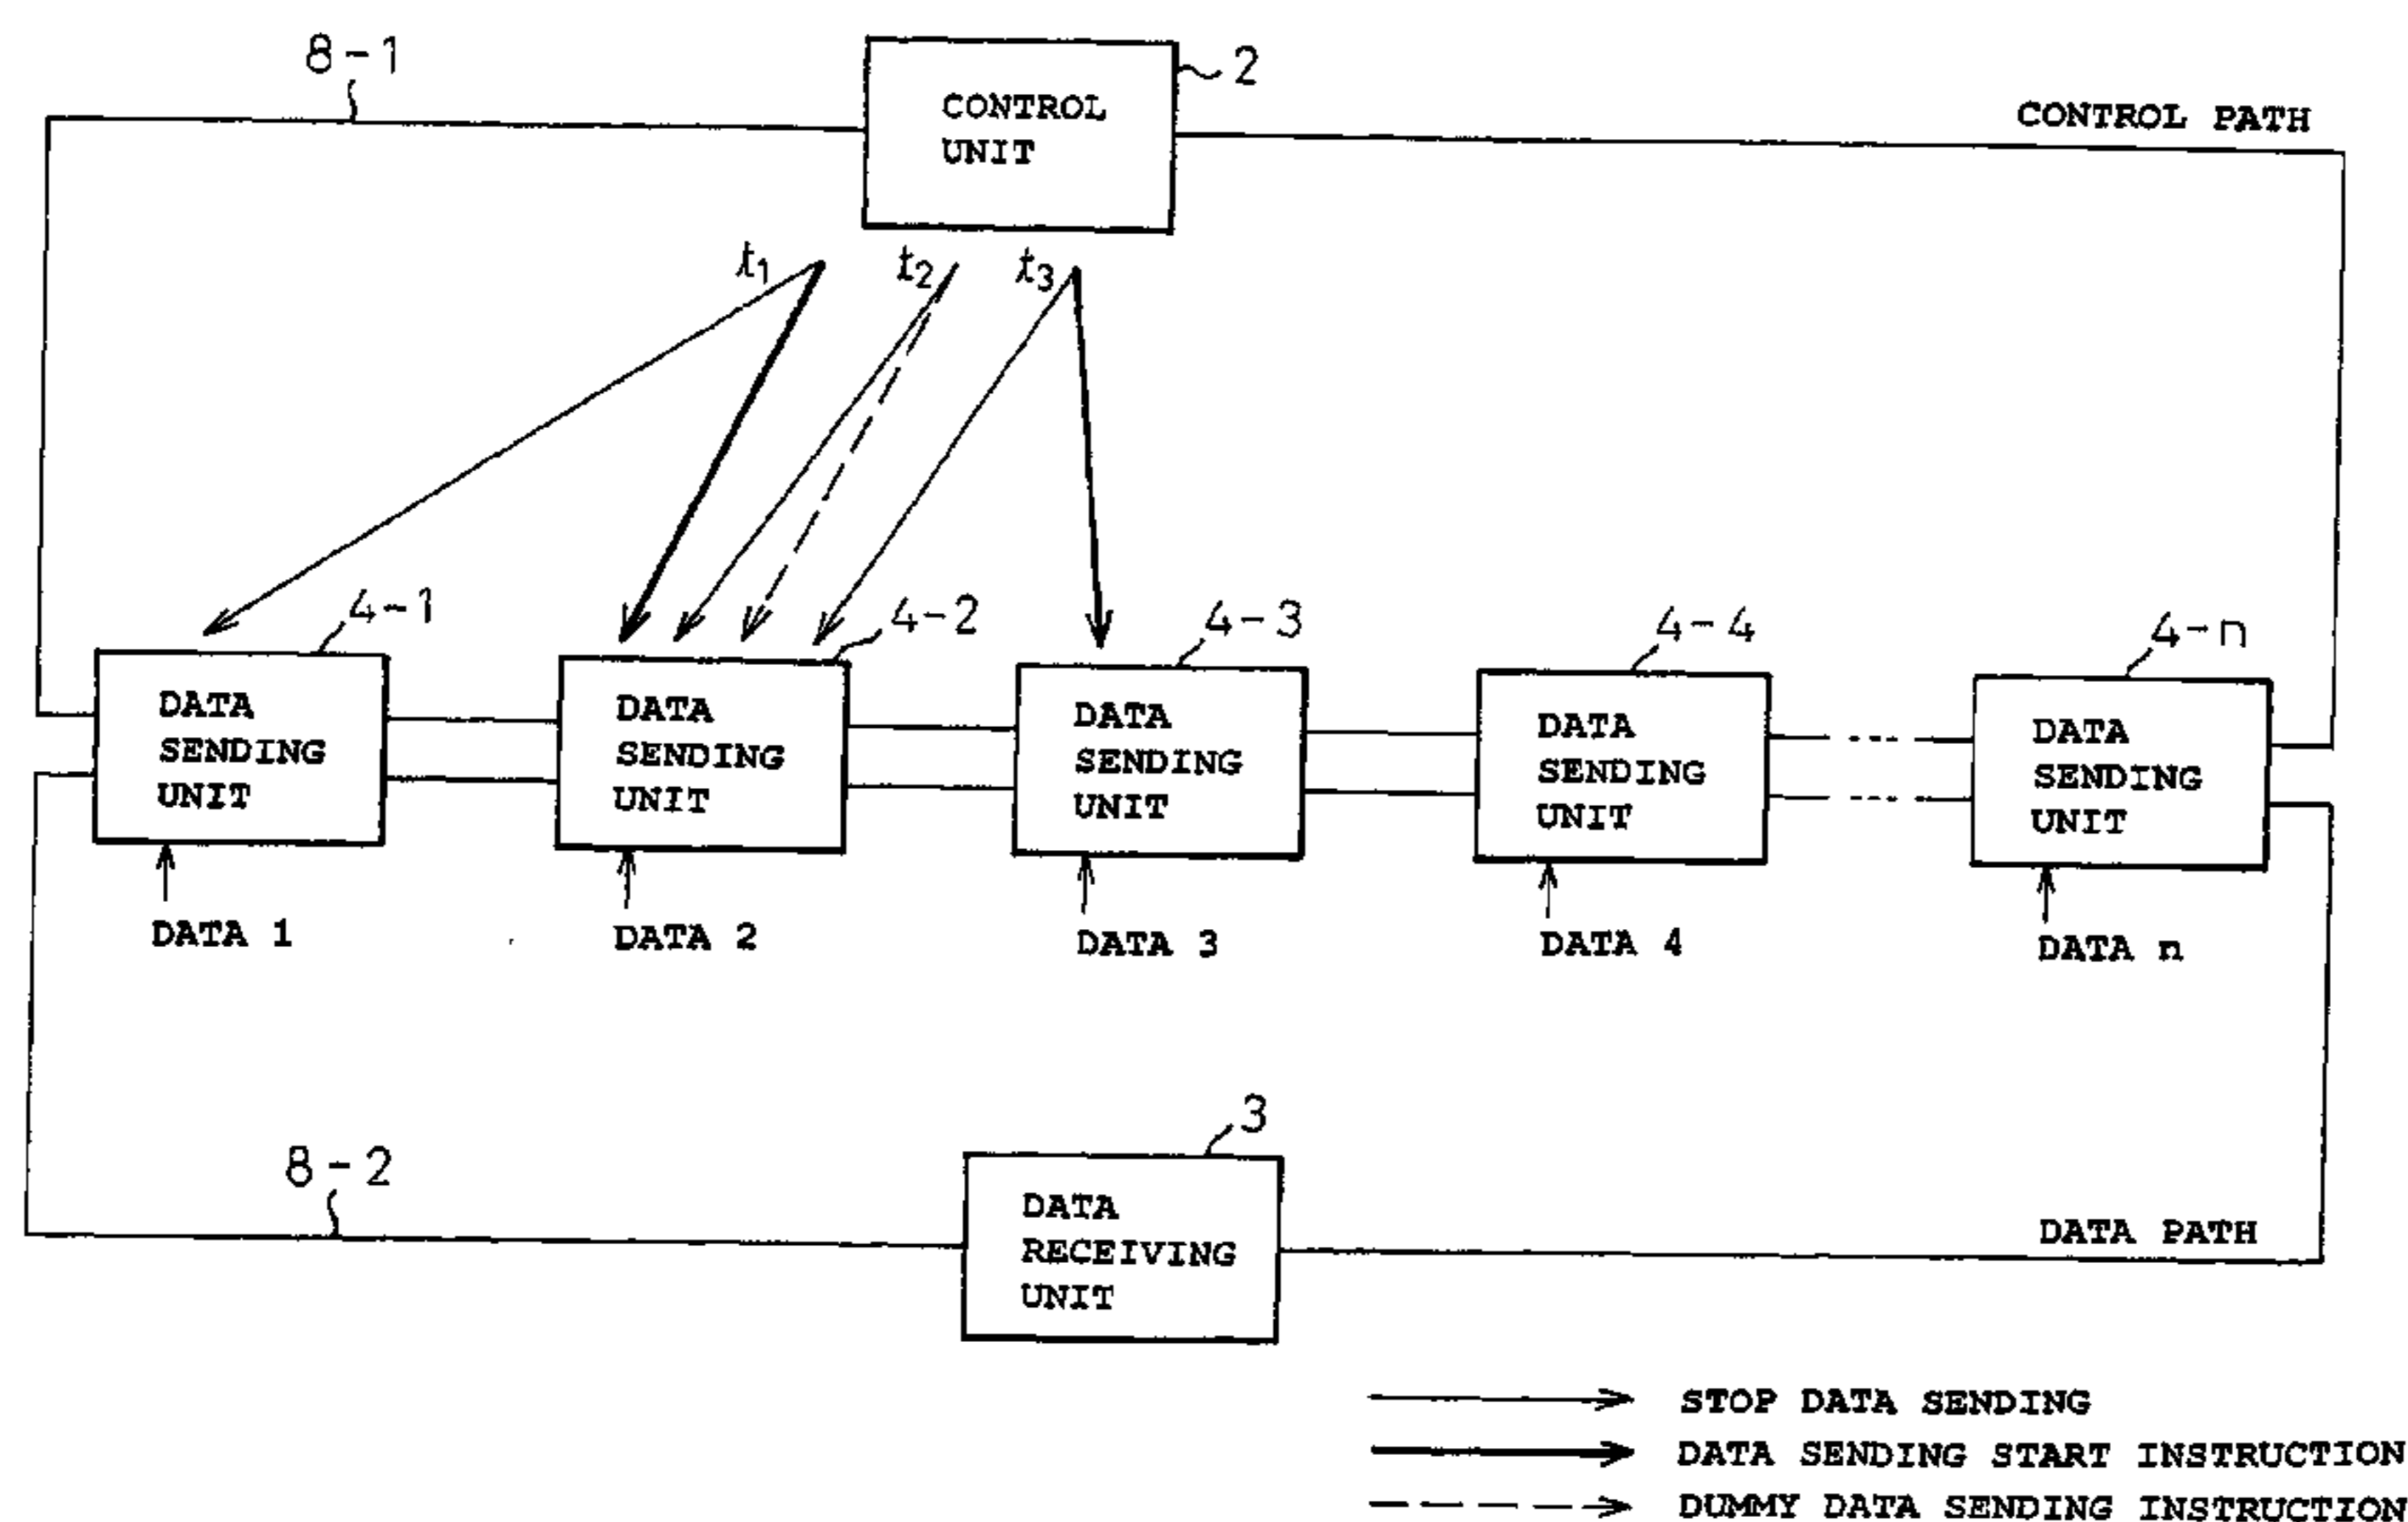 8-1
2
CONTROL
UNIT
CONTROL PATH
t1
t2
t3
4-1
4-2
4-3
4-4
4-n
DATA
SENDING
UNIT
DATA
SENDING
UNIT
DATA
SENDING
UNIT
DATA
SENDING
UNIT
DATA
SENDING
UNIT
DATA 1
DATA 2
DATA 3
DATA 4
DATA n
8-2
3
DATA
RECEIVING
UNIT
DATA PATH
STOP DATA SENDING
DATA SENDING START INSTRUCTION
DUMMY DATA SENDING INSTRUCTION